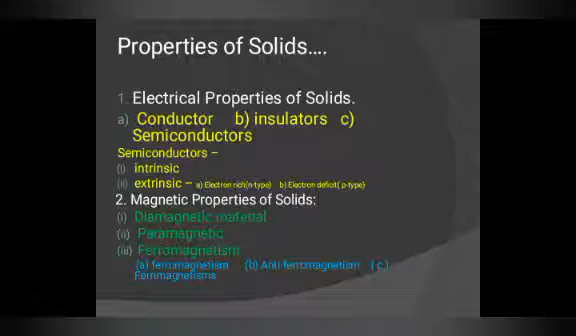 Properties of Solids....
1. Electrical Properties of Solids.
a) Conductor b) insulators c)
Semiconductors
Semiconductors –
(i) intrinsic
(ii) extrinsic – a) Electron rich(n-type) b) Electron deficit( p-type)
2. Magnetic Properties of Solids:
(i) Diamagnetic material
(ii) Paramagnetic
(iii) Ferromagnetism
(a) ferromagnetism (b) Anti ferromagnetism ( c )
Ferrimagnetisms